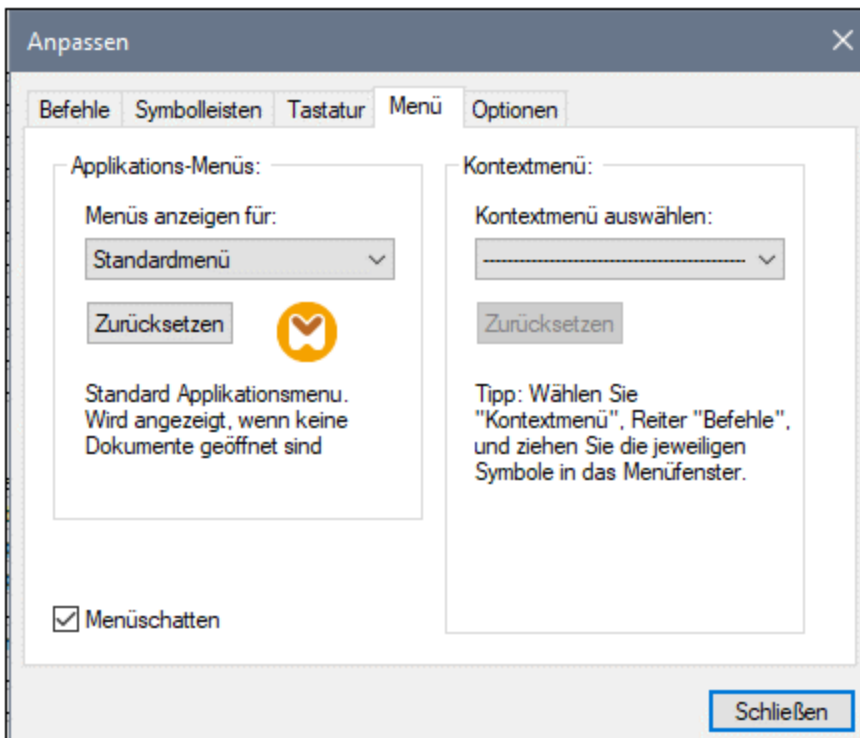 Anpassen
Befehle Symbolleisten Tastatur Menü Optionen
Applikations-Menüs:
Menüs anzeigen für:
Standardmenü
Zurücksetzen
Standard Applikationsmenu.
Wird angezeigt, wenn keine
Dokumente geöffnet sind
Kontextmenü:
Kontextmenü auswählen:
Zurücksetzen
Tipp: Wählen Sie
"Kontextmenü", Reiter "Befehle",
und ziehen Sie die jeweiligen
Symbole in das Menüfenster.
Menüschatten
Schließen